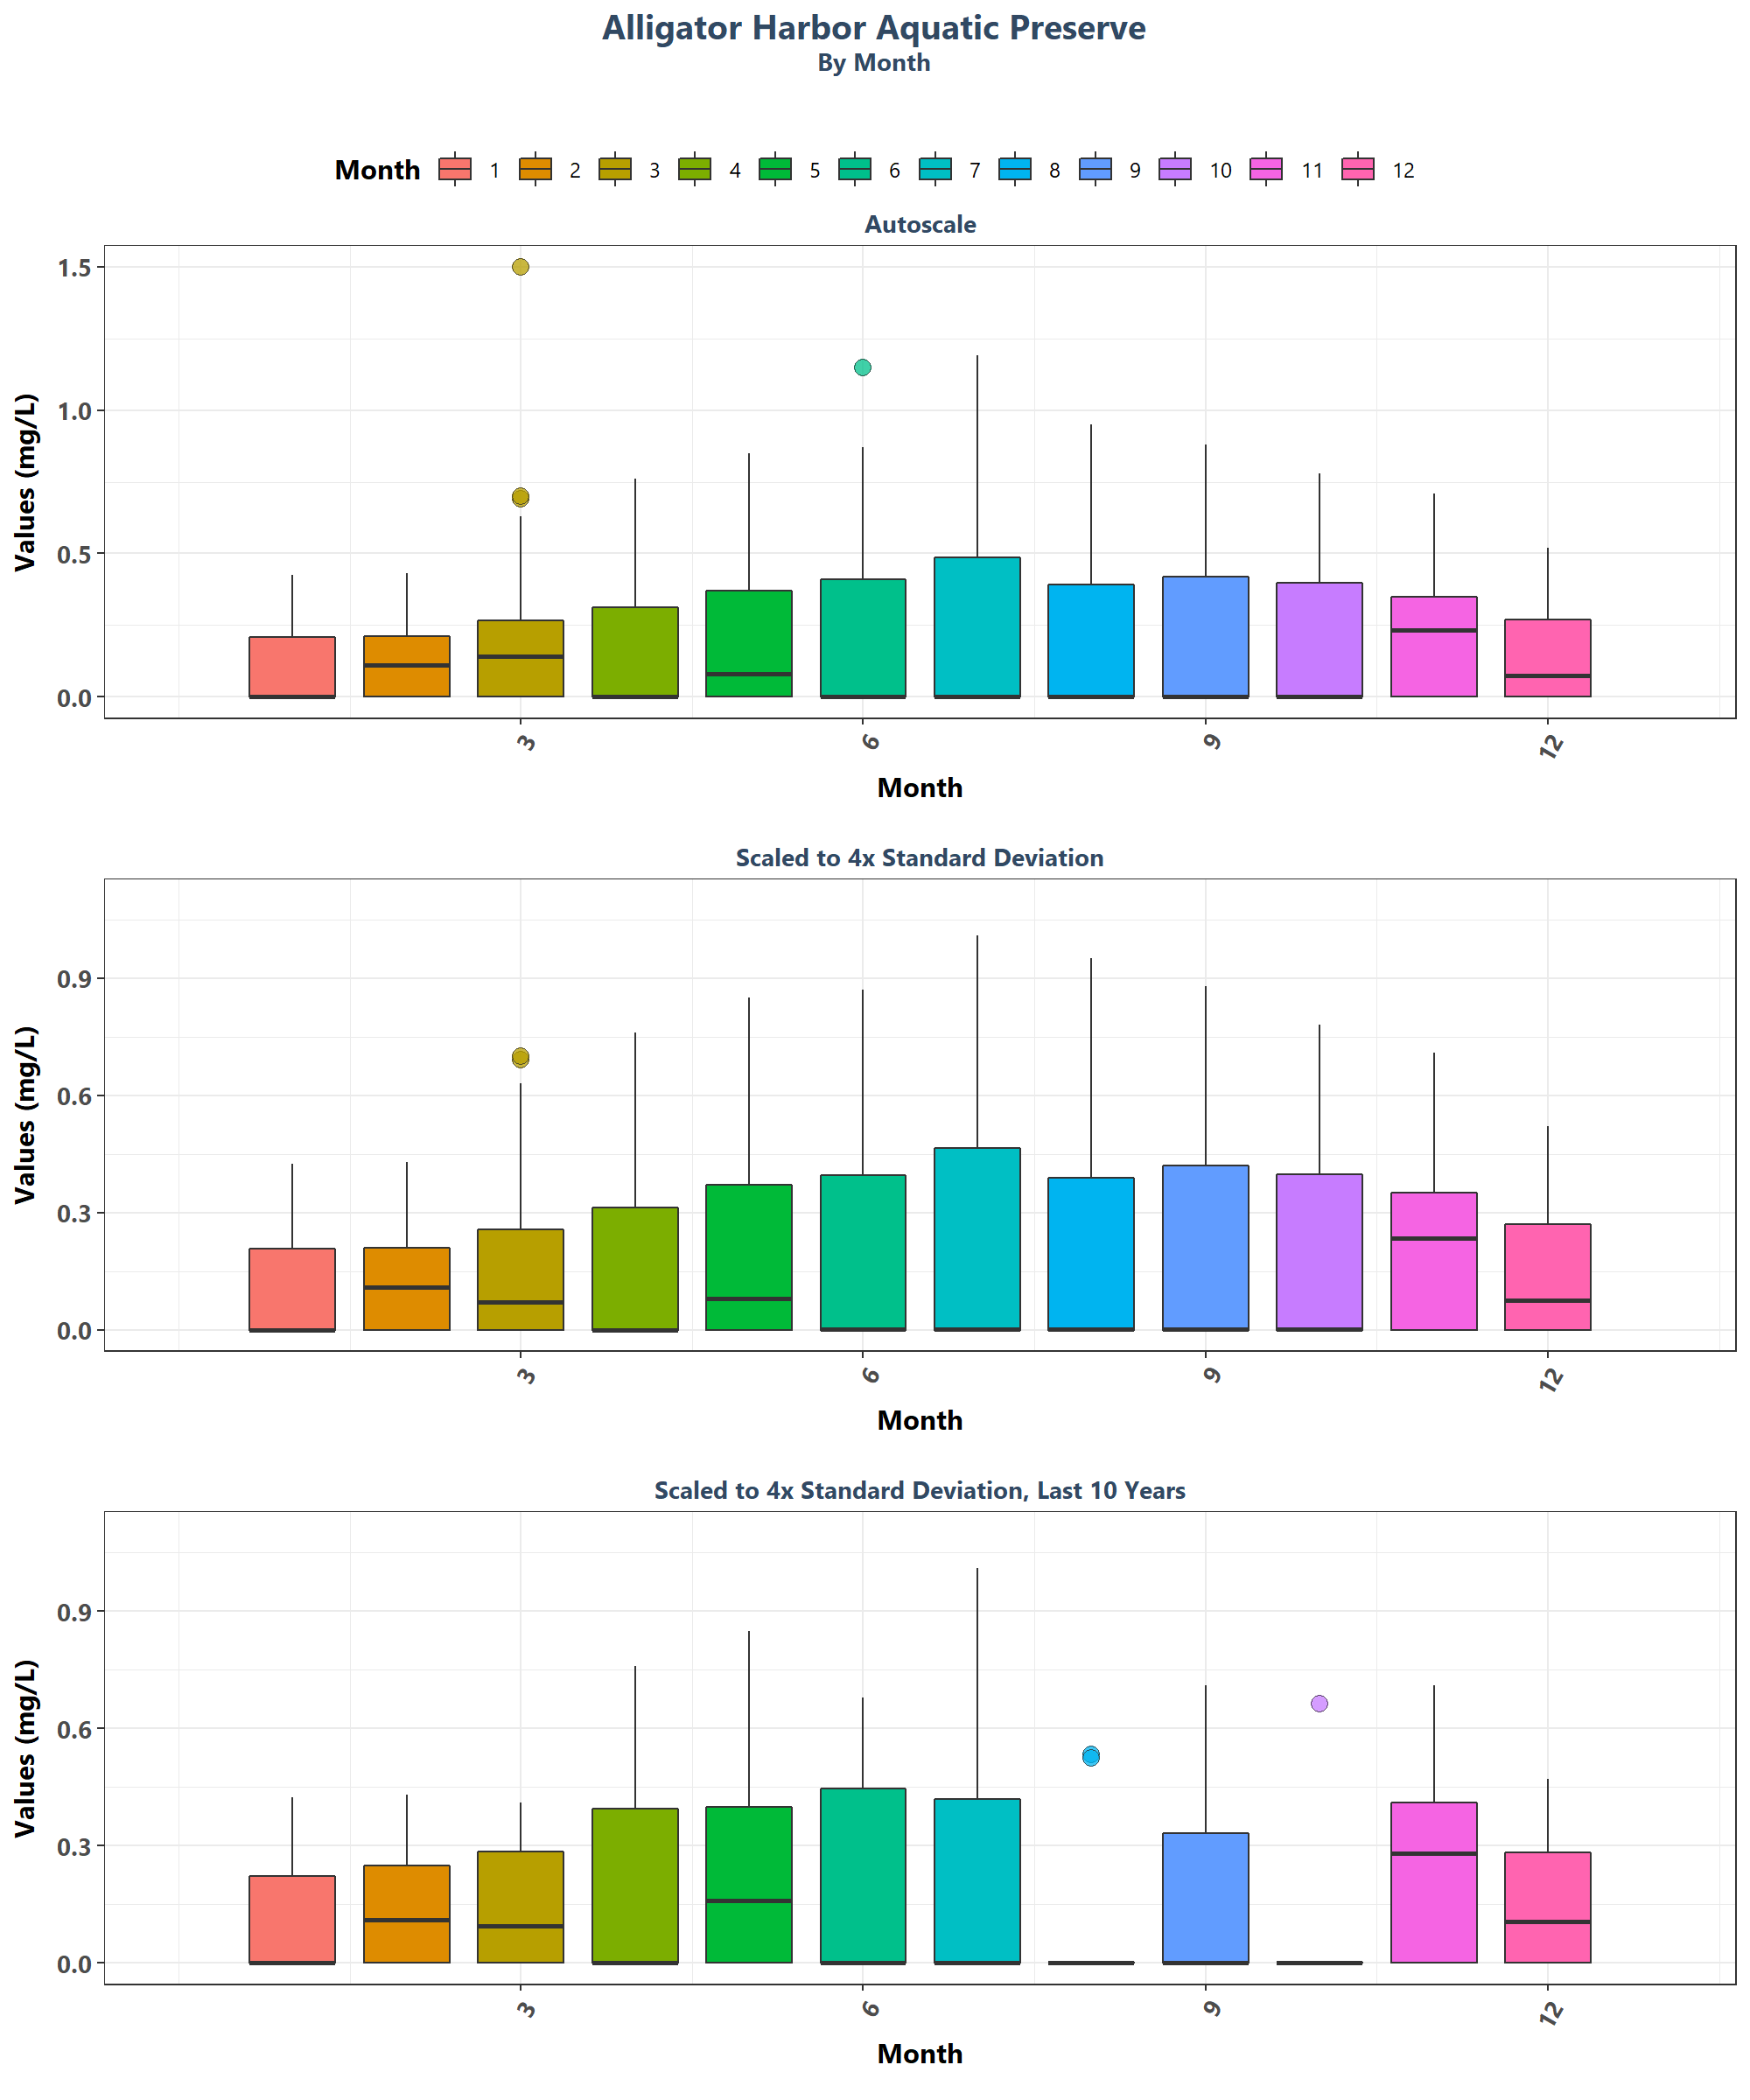 Alligator Harbor Aquatic Preserve
By Month
Month 1 2 3 4 5 6 7 8 9 10 11 12
Autoscale
Values (mg/L)
1.5
1.0
0.5
0.0
3 6 9 12
Month
Scaled to 4x Standard Deviation
Values (mg/L)
0.9
0.6
0.3
0.0
3 6 9 12
Month
Scaled to 4x Standard Deviation, Last 10 Years
Values (mg/L)
0.9
0.6
0.3
0.0
3 6 9 12
Month